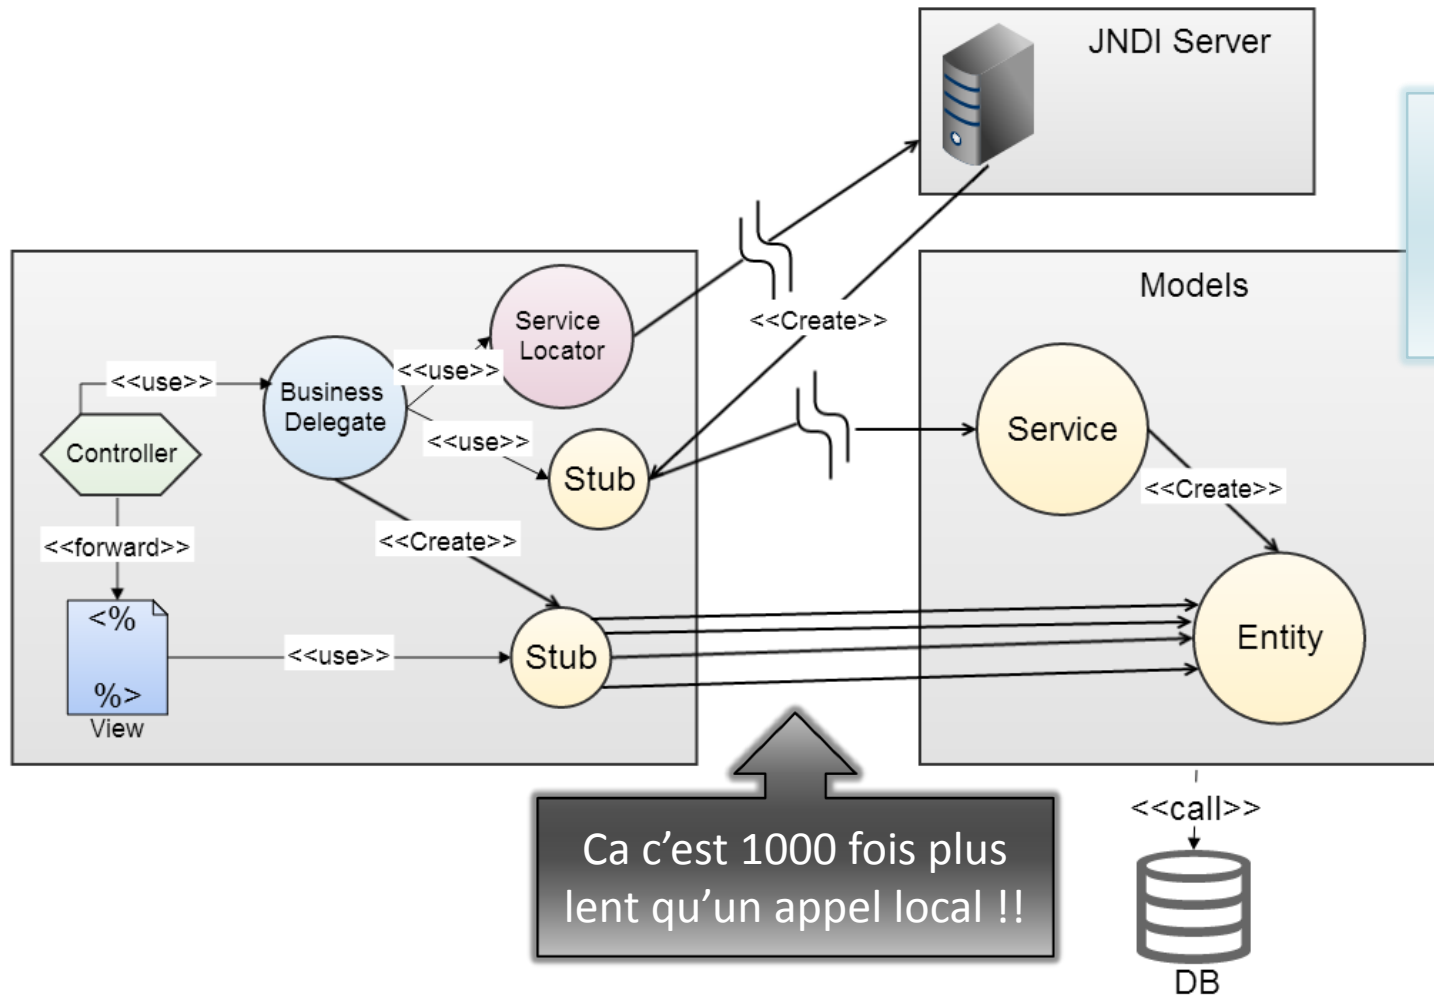 JNDI Server
Models
Service
Locator
<<Create>>
<<use>>
<<use>>
Business
Delegate
<<use>>
Controller
Stub
Service
<<Create>>
<<forward>>
<<Create>>
<%
%>
View
<<use>>
Stub
Entity
Ca c’est 1000 fois plus
lent qu’un appel local !!
<<call>>
DB